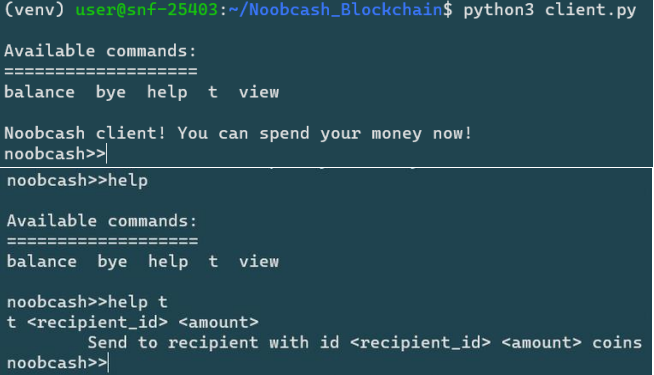 (venv) user@snf-25403:~/Noobcash_Blockchain$ python3 client.py
Available commands:
===================
balance  bye  help  t  view
Noobcash client! You can spend your money now!
noobcash>>
noobcash>>help
Available commands:
===================
balance  bye  help  t  view
noobcash>>help t
t <recipient_id> <amount>
        Send to recipient with id <recipient_id> <amount> coins
noobcash>>